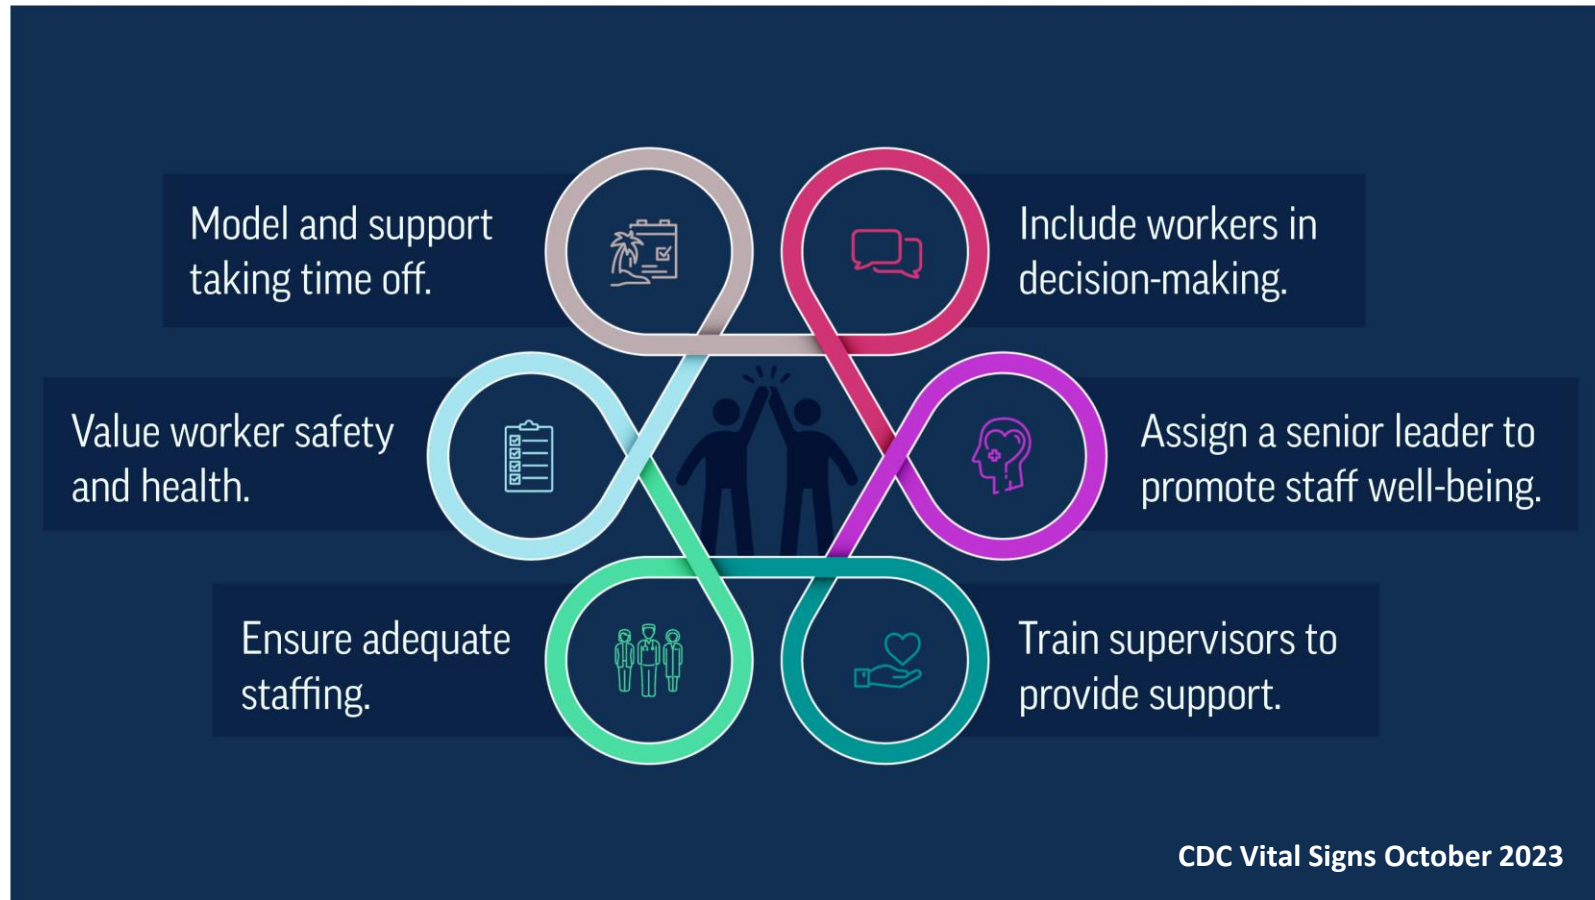 Model and support
taking time off.
Include workers in
decision-making.
Value worker safety
and health.
Assign a senior leader to
promote staff well-being.
Ensure adequate
staffing.
Train supervisors to
provide support.
CDC Vital Signs October 2023